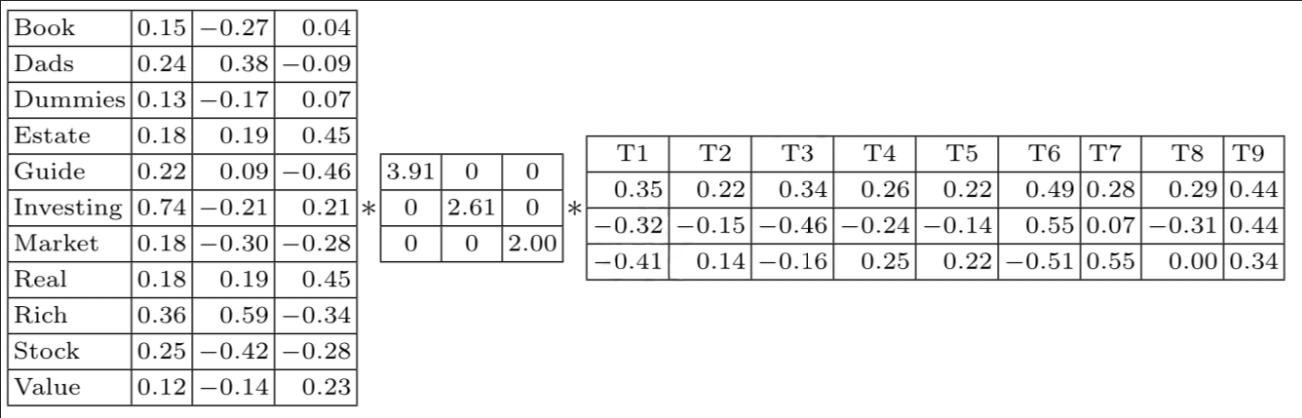 Book 0.15 −0.27 0.04
Dads 0.24 0.38 −0.09
Dummies 0.13 −0.17 0.07
Estate 0.18 0.19 0.45
Guide 0.22 0.09 −0.46
Investing 0.74 −0.21 0.21
Market 0.18 −0.30 −0.28
Real 0.18 0.19 0.45
Rich 0.36 0.59 −0.34
Stock 0.25 −0.42 −0.28
Value 0.12 −0.14 0.23
*
3.91 0 0
0 2.61 0
0 0 2.00
*
T1 T2 T3 T4 T5 T6 T7 T8 T9
0.35 0.22 0.34 0.26 0.22 0.49 0.28 0.29 0.44
−0.32 −0.15 −0.46 −0.24 −0.14 0.55 0.07 −0.31 0.44
−0.41 0.14 −0.16 0.25 0.22 −0.51 0.55 0.00 0.34